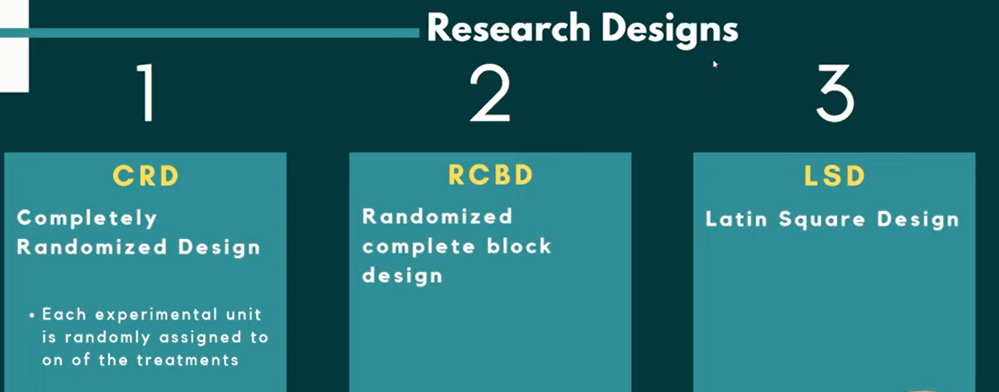 Research Designs
1
2
3
CRD
Completely
Randomized Design
• Each experimental unit
is randomly assigned to
on of the treatments
RCBD
Randomized
complete block
design
LSD
Latin Square Design